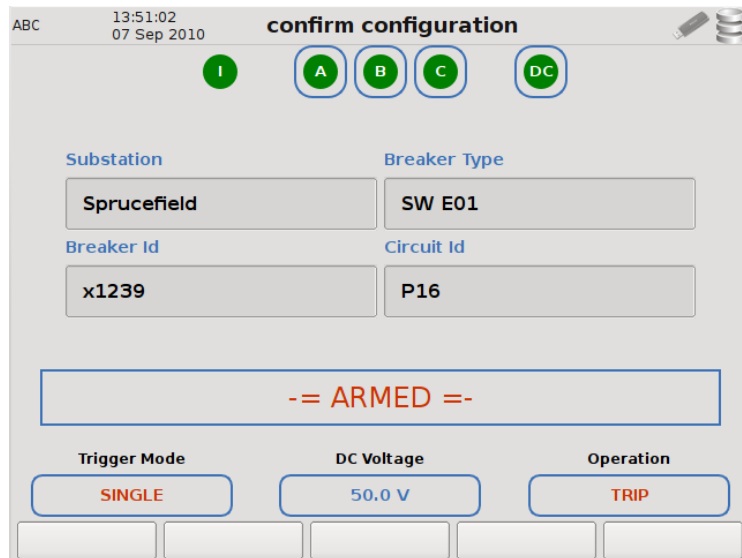 ABC
13:51:02
07 Sep 2010
confirm configuration
I A B C DC
Substation Breaker Type
Sprucefield SW E01
Breaker Id Circuit Id
x1239 P16
-= ARMED =-
Trigger Mode DC Voltage Operation
SINGLE 50.0 V TRIP